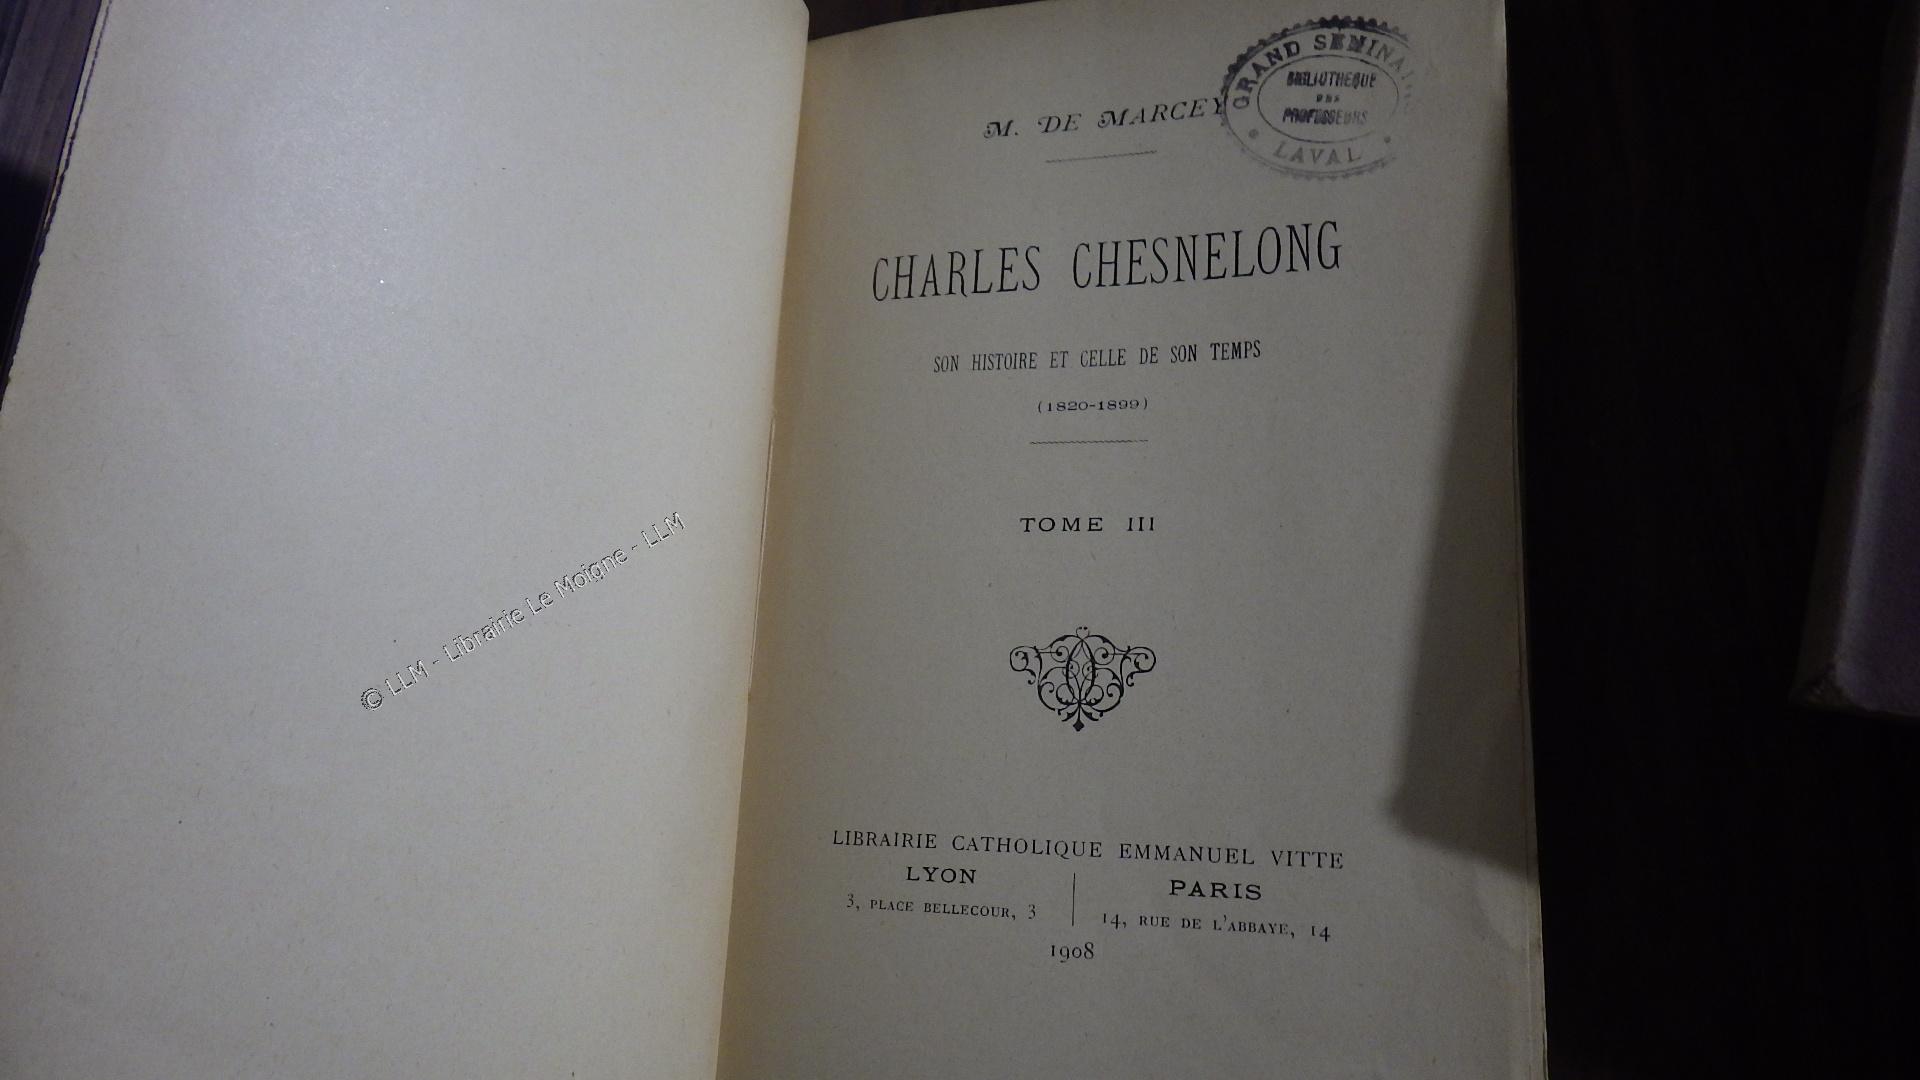 © LLM - Librairie Le Moigne - LLM
M. DE MARCEY
GRAND SÉMINAI
BIBLIOTHEQUE
DES
PROFESSEURS
LAVAL
CHARLES CHESNELONG
SON HISTOIRE ET CELLE DE SON TEMPS
(1820-1899)
TOME III
LIBRAIRIE CATHOLIQUE EMMANUEL VITTE
LYON
3, PLACE BELLECOUR, 3
PARIS
14, RUE DE L'ABBAYE, 14
1908